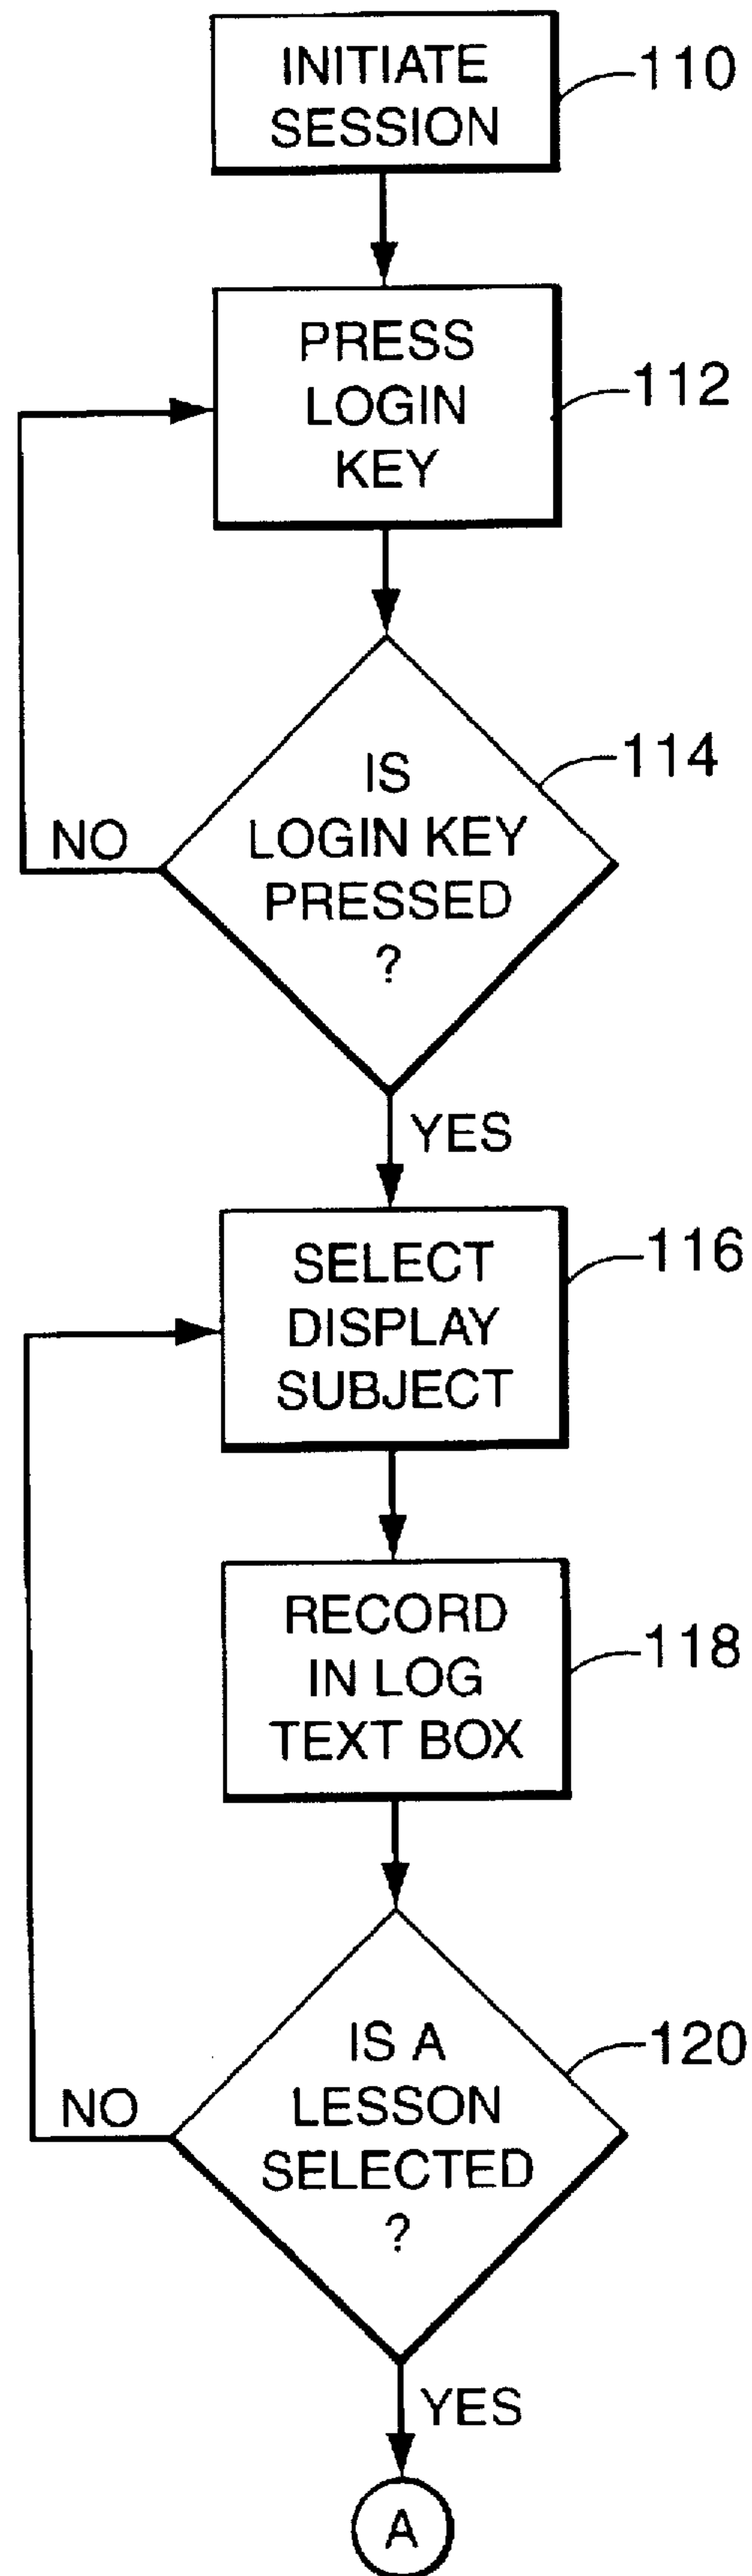 INITIATE
SESSION
110
PRESS
LOGIN
KEY
112
IS
LOGIN KEY
PRESSED
?
114
NO
YES
SELECT
DISPLAY
SUBJECT
116
RECORD
IN LOG
TEXT BOX
118
IS A
LESSON
SELECTED
?
120
NO
YES
A